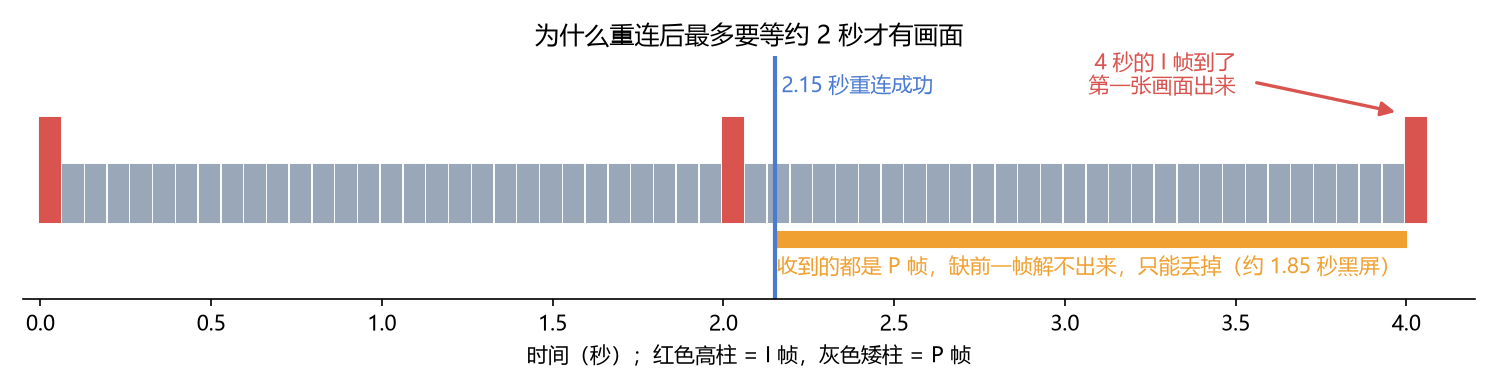 为什么重连后最多要等约 2 秒才有画面
4 秒的 I 帧到了
第一张画面出来
2.15 秒重连成功
收到的都是 P 帧，缺前一帧解不出来，只能丢掉（约 1.85 秒黑屏）
0.0 0.5 1.0 1.5 2.0 2.5 3.0 3.5 4.0
时间（秒）；红色高柱 = I 帧，灰色矮柱 = P 帧